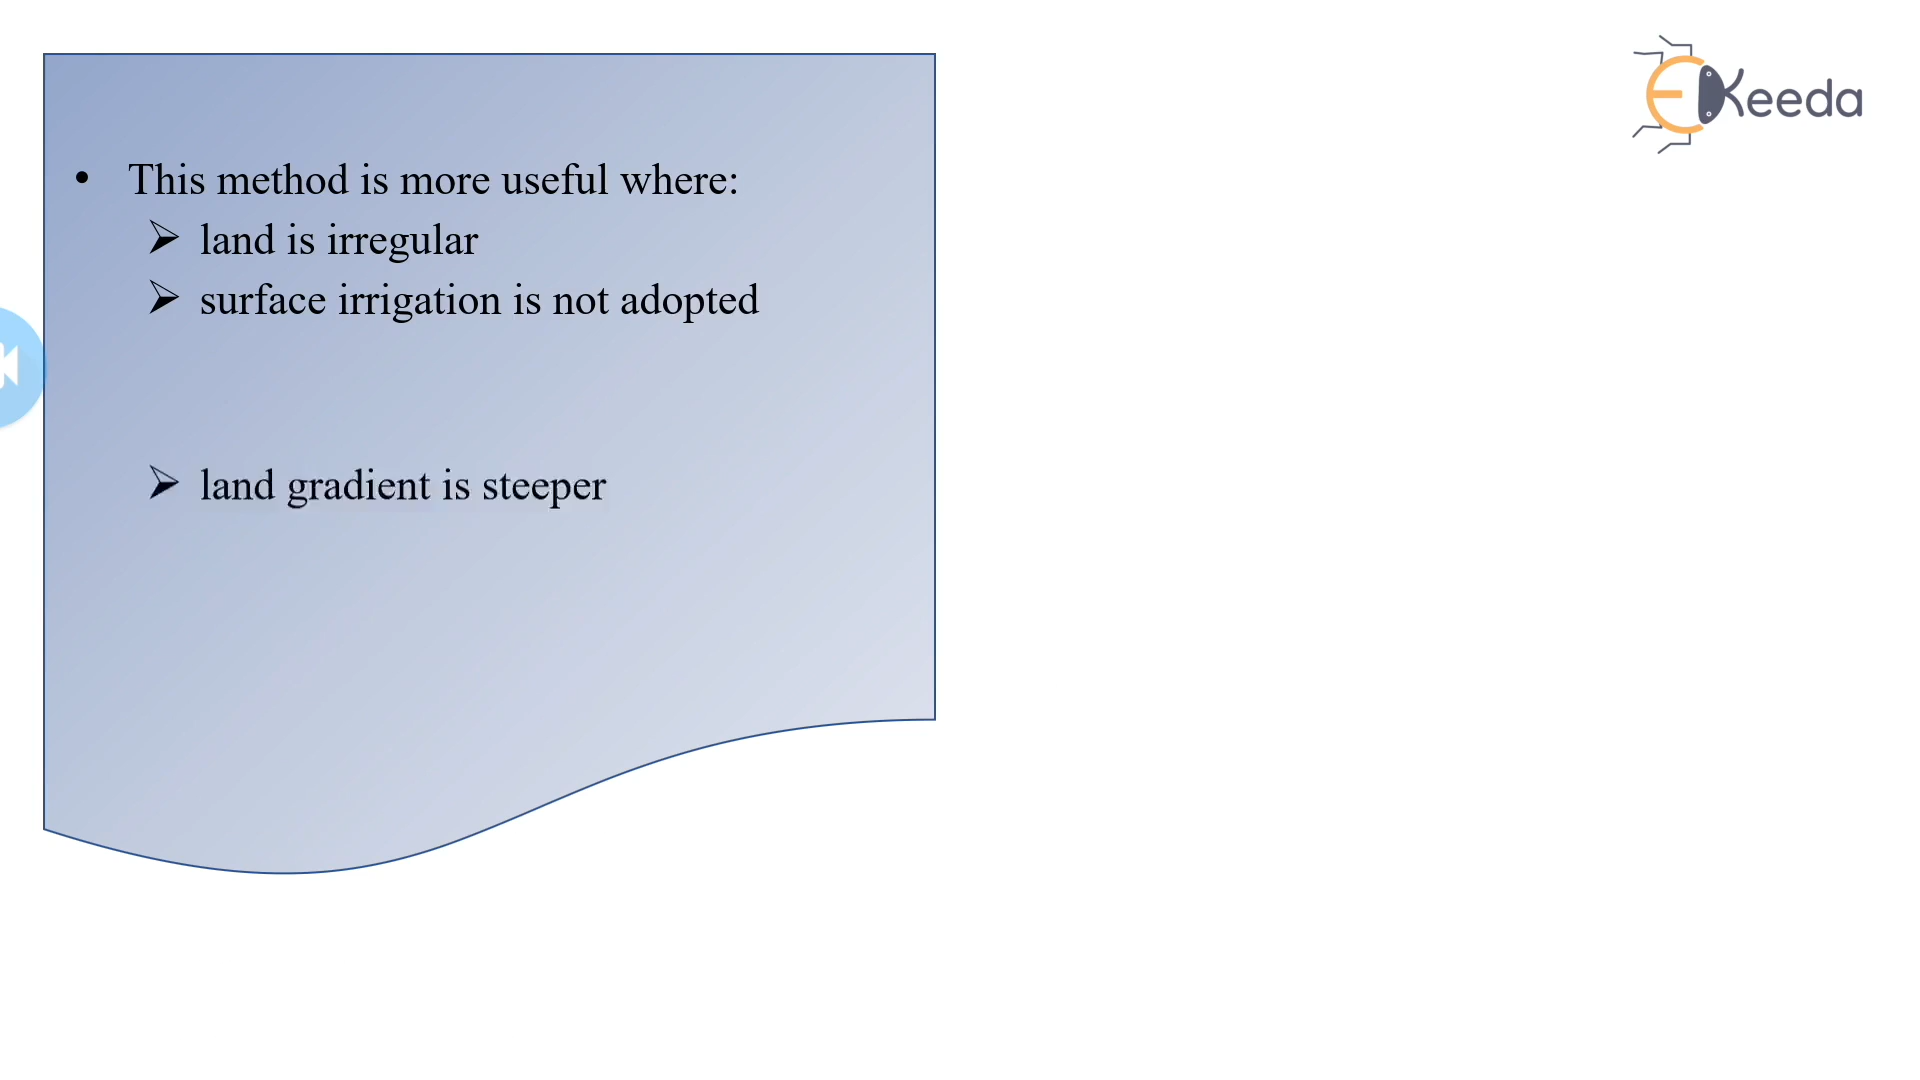 EKeeda
• This method is more useful where:
➢ land is irregular
➢ surface irrigation is not adopted
➢ land gradient is steeper